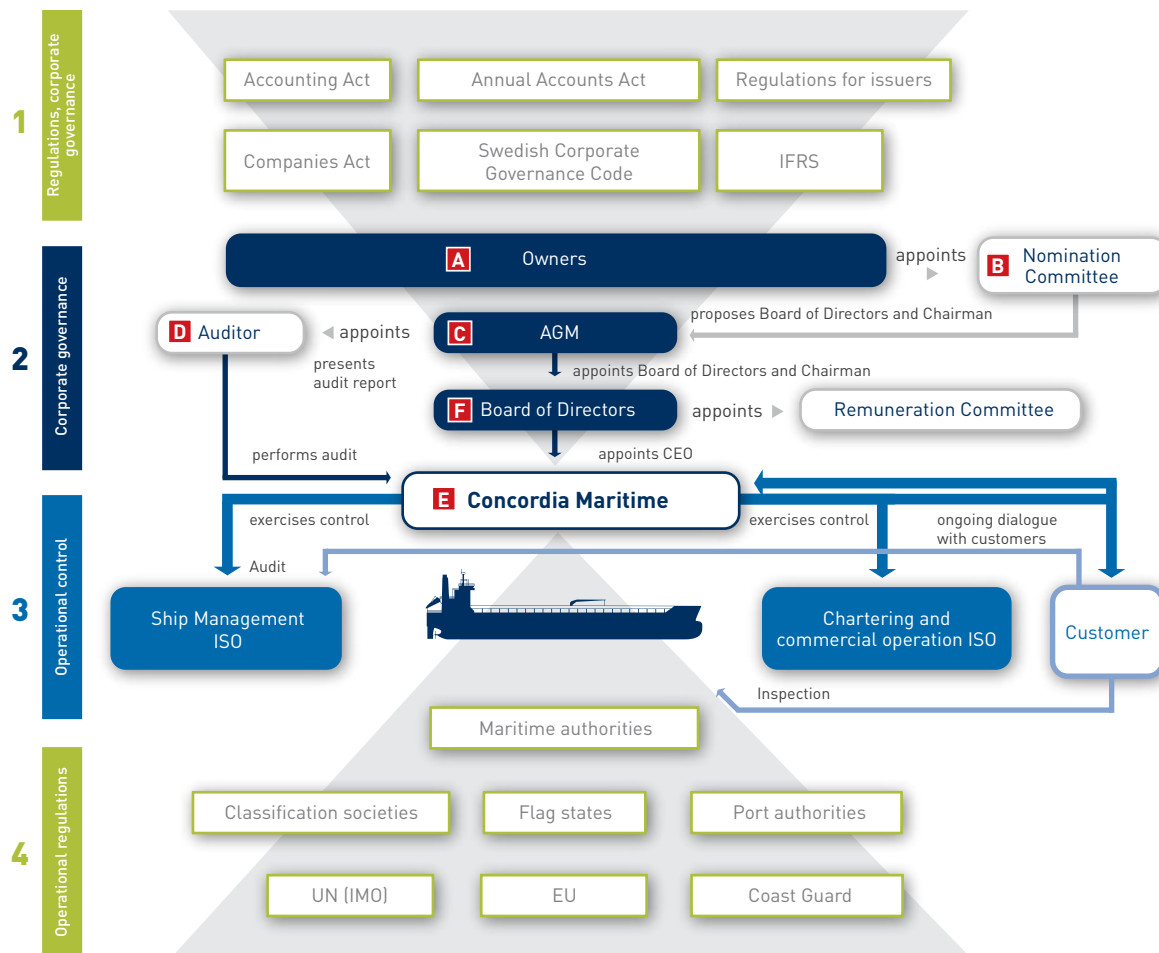 1
Regulations, corporate
governance
Accounting Act
Annual Accounts Act
Regulations for issuers
Companies Act
Swedish Corporate
Governance Code
IFRS
2
Corporate governance
A Owners
appoints
B Nomination
Committee
proposes Board of Directors and Chairman
D Auditor
appoints
C AGM
presents
audit report
appoints Board of Directors and Chairman
F Board of Directors
appoints
Remuneration Committee
performs audit
appoints CEO
E Concordia Maritime
3
Operational control
exercises control
exercises control
ongoing dialogue
with customers
Audit
Ship Management
ISO
Chartering and
commercial operation ISO
Customer
Inspection
4
Operational regulations
Maritime authorities
Classification societies
Flag states
Port authorities
UN (IMO)
EU
Coast Guard